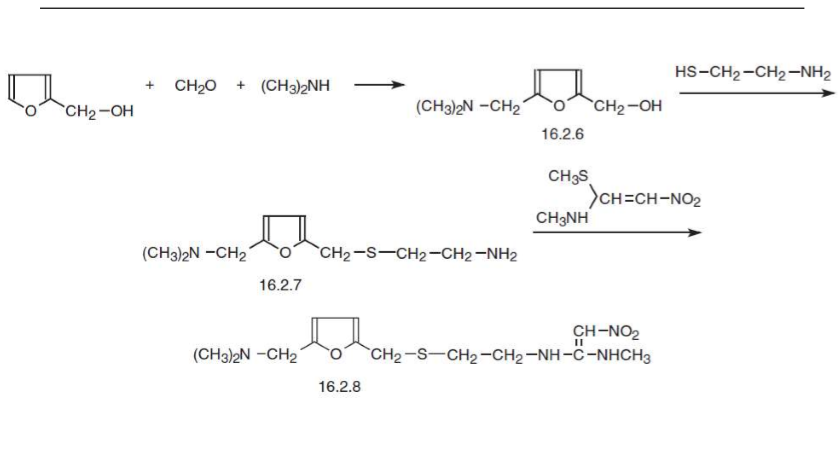 O CH2–OH + CH2O + (CH3)2NH (CH3)2N –CH2 O CH2–OH HS–CH2–CH2–NH2
16.2.6
(CH3)2N –CH2 O CH2–S–CH2–CH2–NH2 CH3S CH=CH–NO2 CH3NH
16.2.7
CH–NO2
(CH3)2N –CH2 O CH2–S–CH2–CH2–NH–C–NHCH3
16.2.8